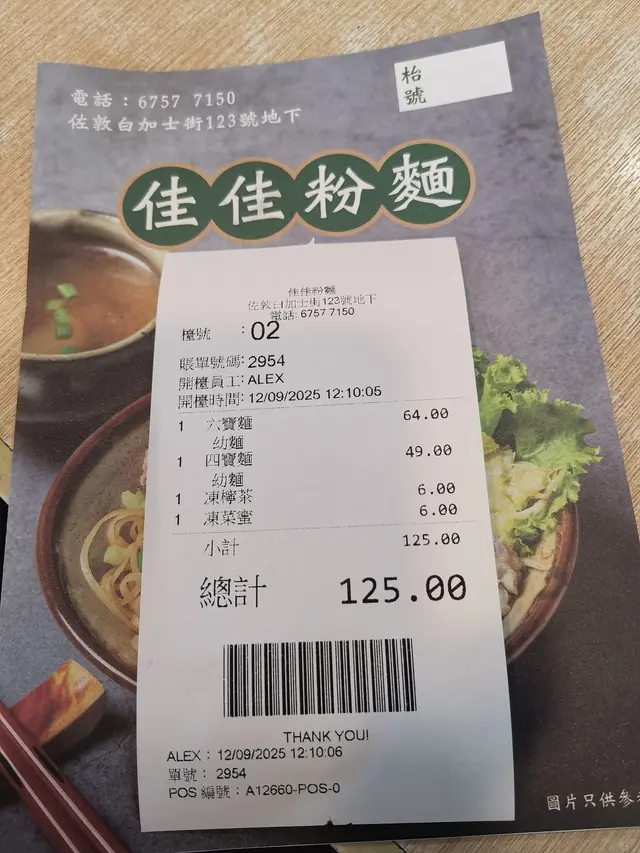 電話：6757 7150
佐敦白加士街123號地下
枱
號
佳佳粉麵
佳佳粉麵
佐敦白加士街123號地下
電話: 6757 7150
檯號 : 02
賬單號碼: 2954
開檯員工: ALEX
開檯時間: 12/09/2025 12:10:05
1 六寶麵 64.00
幼麵
1 四寶麵 49.00
幼麵
1 凍檸茶 6.00
1 凍菜蜜 6.00
小計 125.00
總計 125.00
THANK YOU!
ALEX : 12/09/2025 12:10:06
單號 : 2954
POS 編號 : A12660-POS-0
圖片只供參